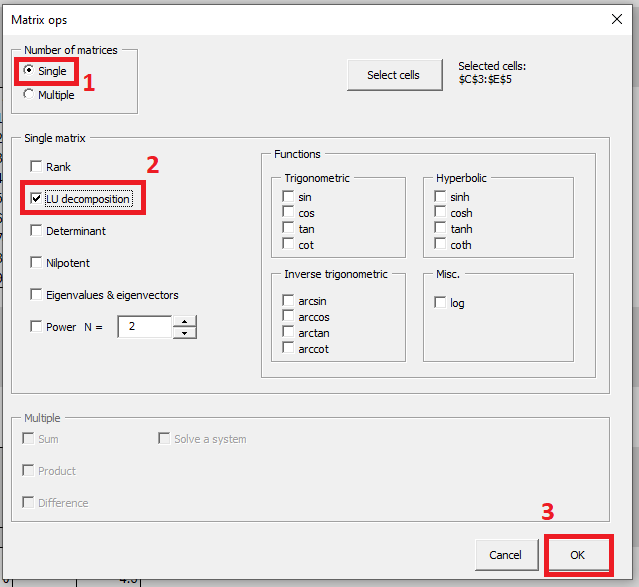 Matrix ops
Number of matrices
Single
1
Multiple
Select cells
Selected cells:
$C$3:$E$5
Single matrix
Rank
2
LU decomposition
Determinant
Nilpotent
Eigenvalues & eigenvectors
Power N = 2
Functions
Trigonometric
sin
cos
tan
cot
Hyperbolic
sinh
cosh
tanh
coth
Inverse trigonometric
arcsin
arccos
arctan
arccot
Misc.
log
Multiple
Sum
Solve a system
Product
Difference
3
Cancel
OK